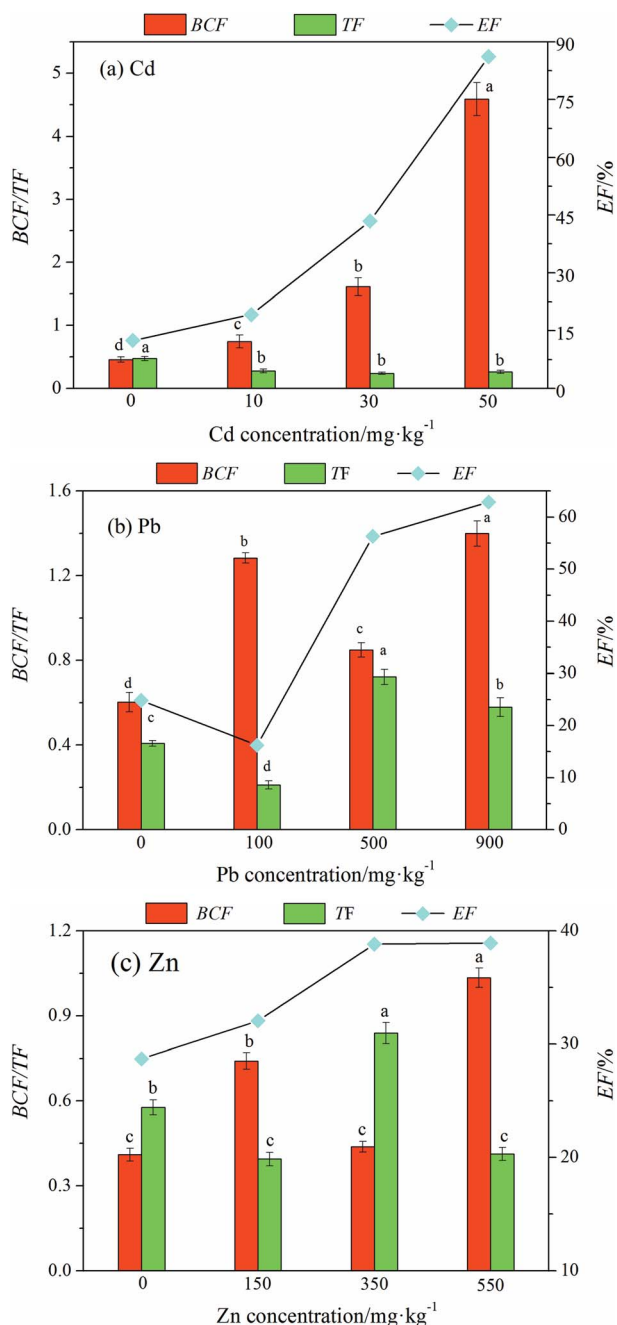 BCF TF EF
(a) Cd
5
4
3
2
1
0
BCF/TF
90
75
60
45
30
15
0
EF/%
d a c b b b a b
0 10 30 50
Cd concentration/mg·kg⁻¹
BCF TF EF
(b) Pb
1.6
1.2
0.8
0.4
0.0
BCF/TF
60
50
40
30
20
10
0
EF/%
d c b d c a a b
0 100 500 900
Pb concentration/mg·kg⁻¹
BCF TF EF
(c) Zn
1.2
0.9
0.6
0.3
0.0
BCF/TF
40
30
20
10
EF/%
c b b c c a a c
0 150 350 550
Zn concentration/mg·kg⁻¹